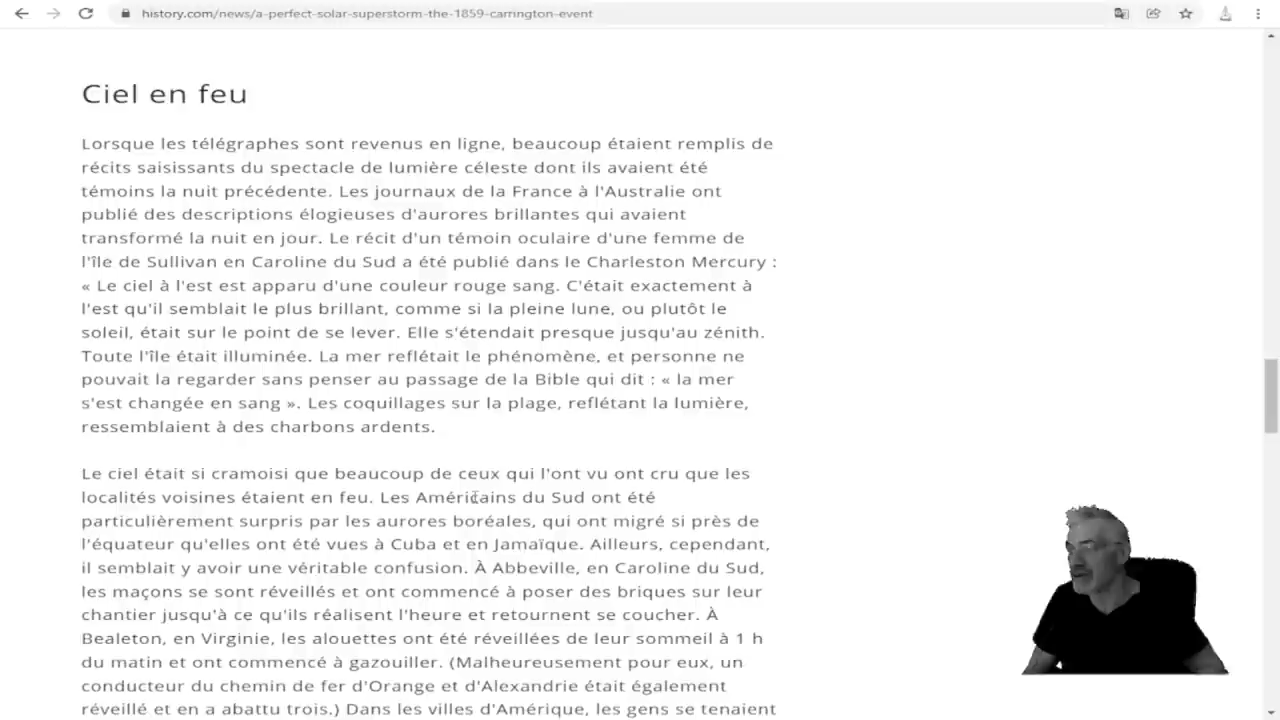 history.com/news/a-perfect-solar-superstorm-the-1859-carrington-event
Ciel en feu
Lorsque les télégraphes sont revenus en ligne, beaucoup étaient remplis de
récits saisissants du spectacle de lumière céleste dont ils avaient été
témoins la nuit précédente. Les journaux de la France à l'Australie ont
publié des descriptions élogieuses d'aurores brillantes qui avaient
transformé la nuit en jour. Le récit d'un témoin oculaire d'une femme de
l'île de Sullivan en Caroline du Sud a été publié dans le Charleston Mercury :
« Le ciel à l'est est apparu d'une couleur rouge sang. C'était exactement à
l'est qu'il semblait le plus brillant, comme si la pleine lune, ou plutôt le
soleil, était sur le point de se lever. Elle s'étendait presque jusqu'au zénith.
Toute l'île était illuminée. La mer reflétait le phénomène, et personne ne
pouvait la regarder sans penser au passage de la Bible qui dit : « la mer
s'est changée en sang ». Les coquillages sur la plage, reflétant la lumière,
ressemblaient à des charbons ardents.
Le ciel était si cramoisi que beaucoup de ceux qui l'ont vu ont cru que les
localités voisines étaient en feu. Les Américains du Sud ont été
particulièrement surpris par les aurores boréales, qui ont migré si près de
l'équateur qu'elles ont été vues à Cuba et en Jamaïque. Ailleurs, cependant,
il semblait y avoir une véritable confusion. À Abbeville, en Caroline du Sud,
les maçons se sont réveillés et ont commencé à poser des briques sur leur
chantier jusqu'à ce qu'ils réalisent l'heure et retournent se coucher. À
Bealeton, en Virginie, les alouettes ont été réveillées de leur sommeil à 1 h
du matin et ont commencé à gazouiller. (Malheureusement pour eux, un
conducteur du chemin de fer d'Orange et d'Alexandrie était également
réveillé et en a abattu trois.) Dans les villes d'Amérique, les gens se tenaient